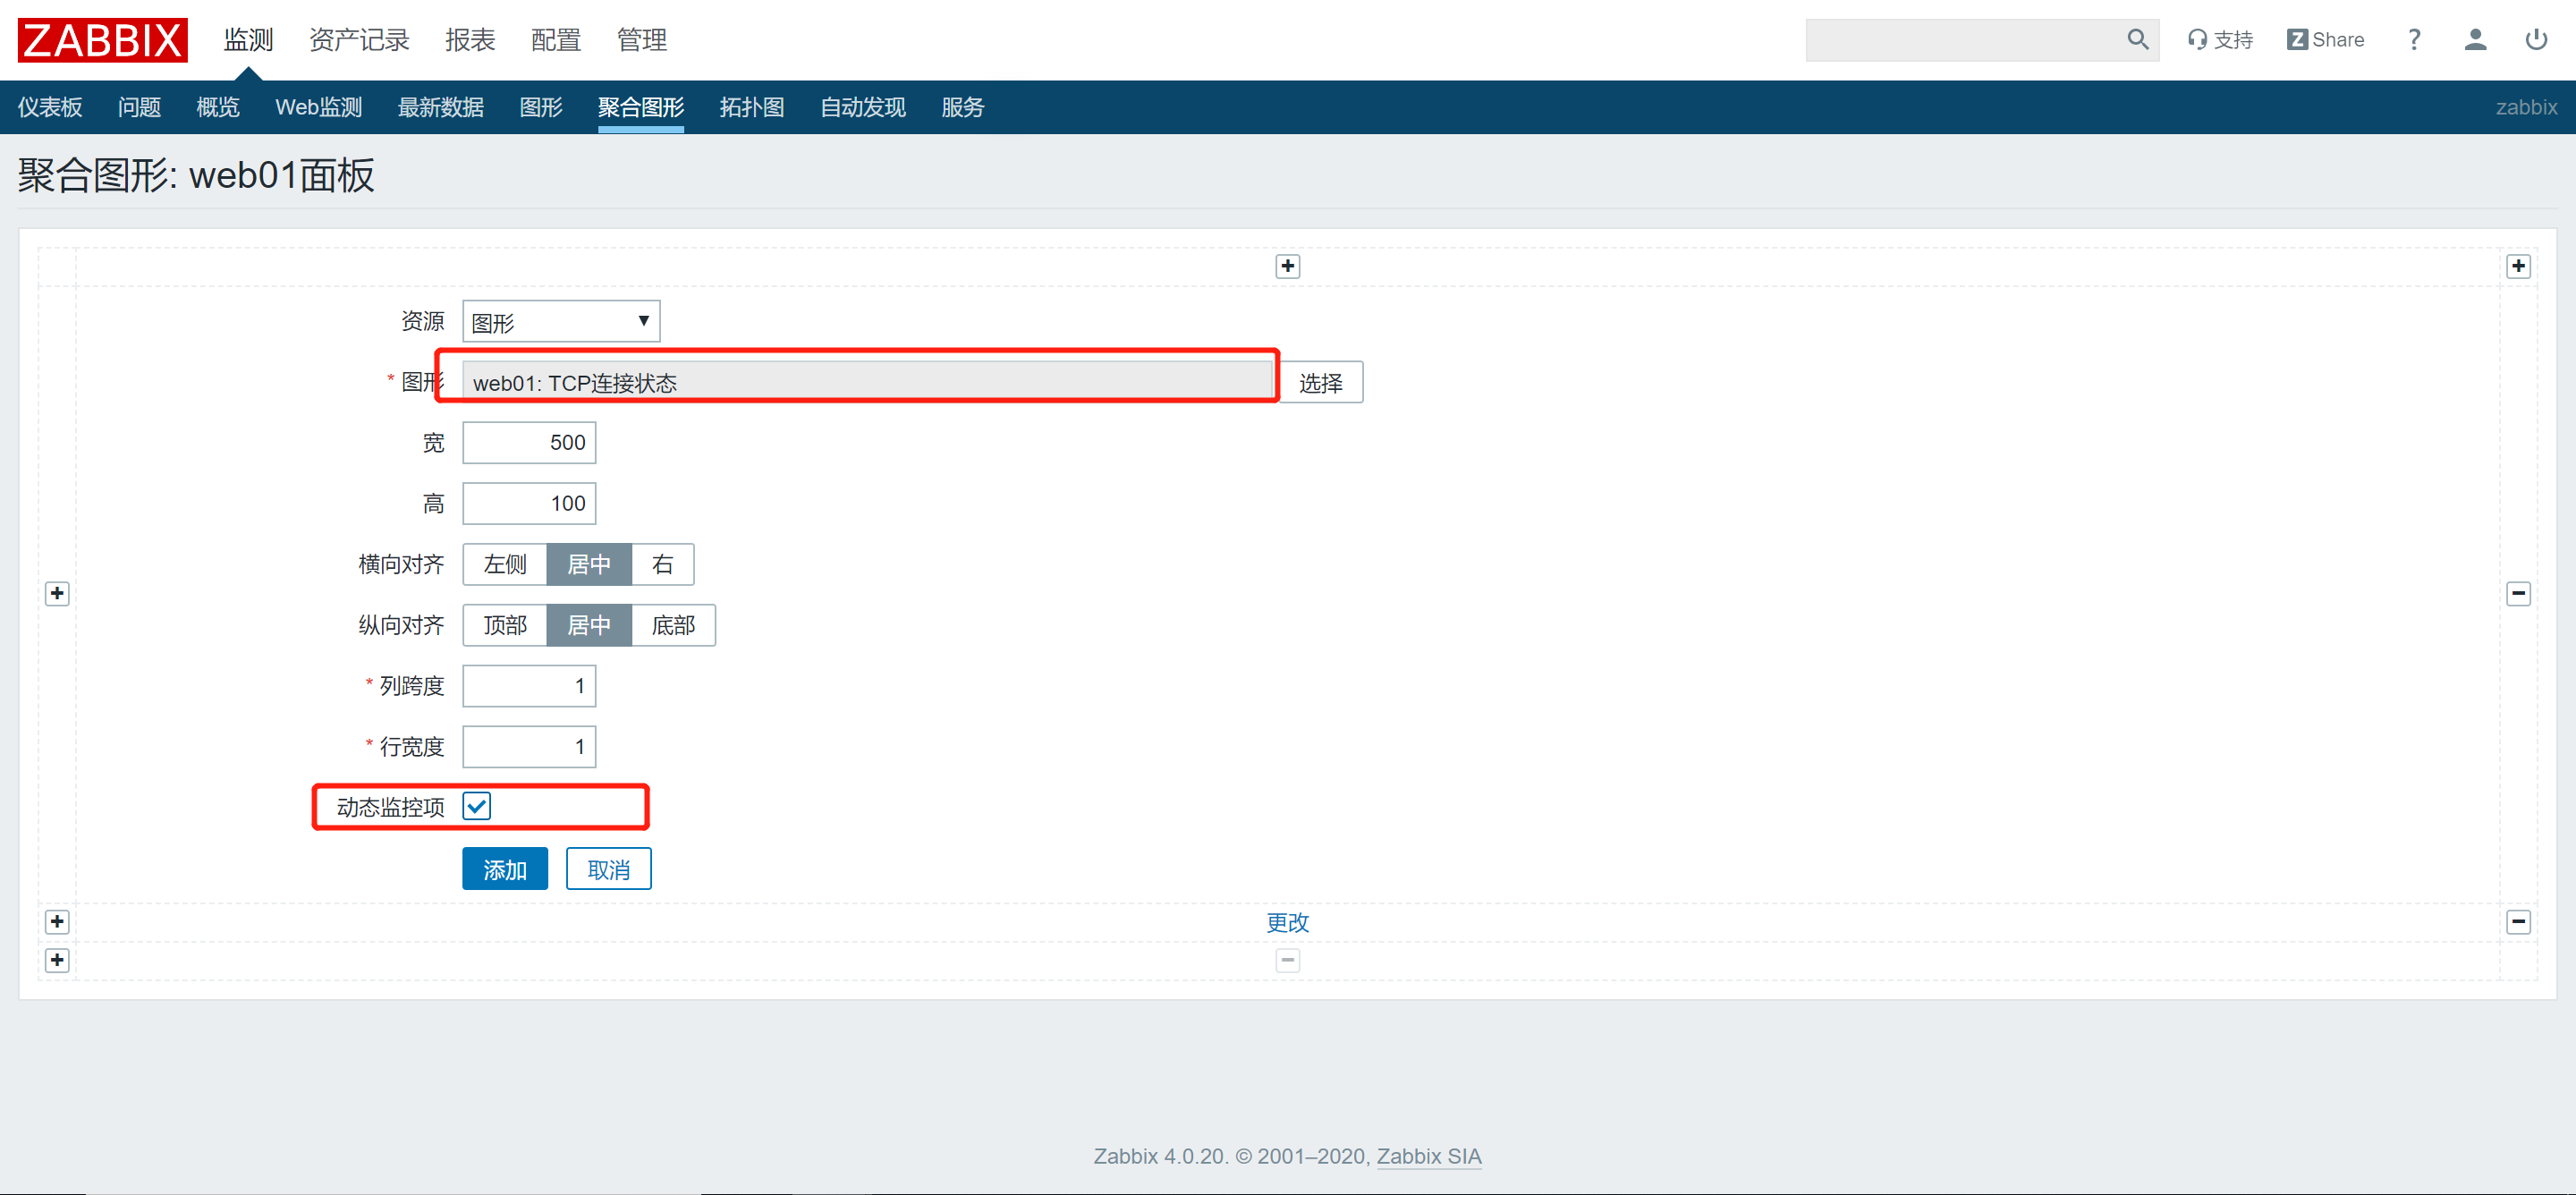 ZABBIX 监测 资产记录 报表 配置 管理 支持 Z Share ?
仪表板 问题 概览 Web监测 最新数据 图形 聚合图形 拓扑图 自动发现 服务 zabbix
聚合图形: web01面板
资源 图形
* 图形 web01: TCP连接状态 选择
宽 500
高 100
横向对齐 左侧 居中 右
纵向对齐 顶部 居中 底部
* 列跨度 1
* 行宽度 1
动态监控项
添加 取消
更改
Zabbix 4.0.20. © 2001–2020, Zabbix SIA